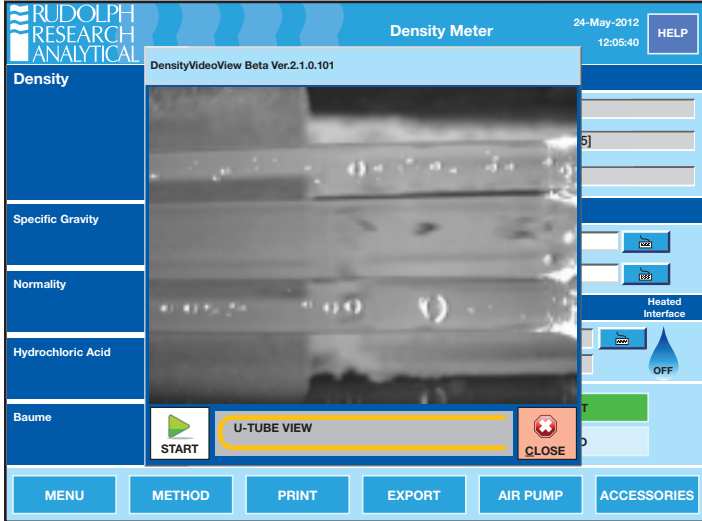 RUDOLPH
RESEARCH
ANALYTICAL
Density Meter
24-May-2012
12:05:40
HELP
DensityVideoView Beta Ver.2.1.0.101
Density
5]
Specific Gravity
Normality
Heated
Interface
Hydrochloric Acid
OFF
Baume
T
START
U-TUBE VIEW
CLOSE
MENU
METHOD
PRINT
EXPORT
AIR PUMP
ACCESSORIES